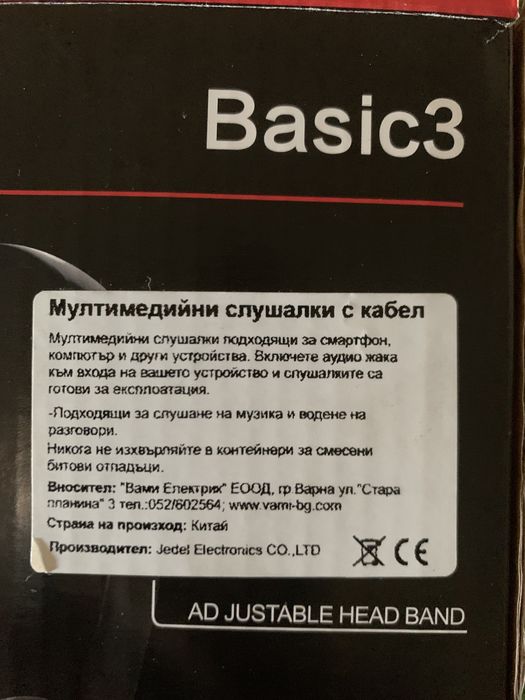 Basic3
Мултимедийни слушалки с кабел
Мултимедийни слушалки подходящи за смартфон,
компютър и други устройства. Включете аудио жака
към входа на вашето устройство и слушалките са
готови за експлоатация.
-Подходящи за слушане на музика и водене на
разговори.
Никога не изхвърляйте в контейнери за смесени
битови отпадъци.
Вносител: "Вами Електрик" ЕООД, гр.Варна ул."Стара
планина" 3 тел.:052/602564; www.vami-bg.com
Страна на произход: Китай
Производител: Jedel Electronics CO.,LTD
CE
AD JUSTABLE HEAD BAND